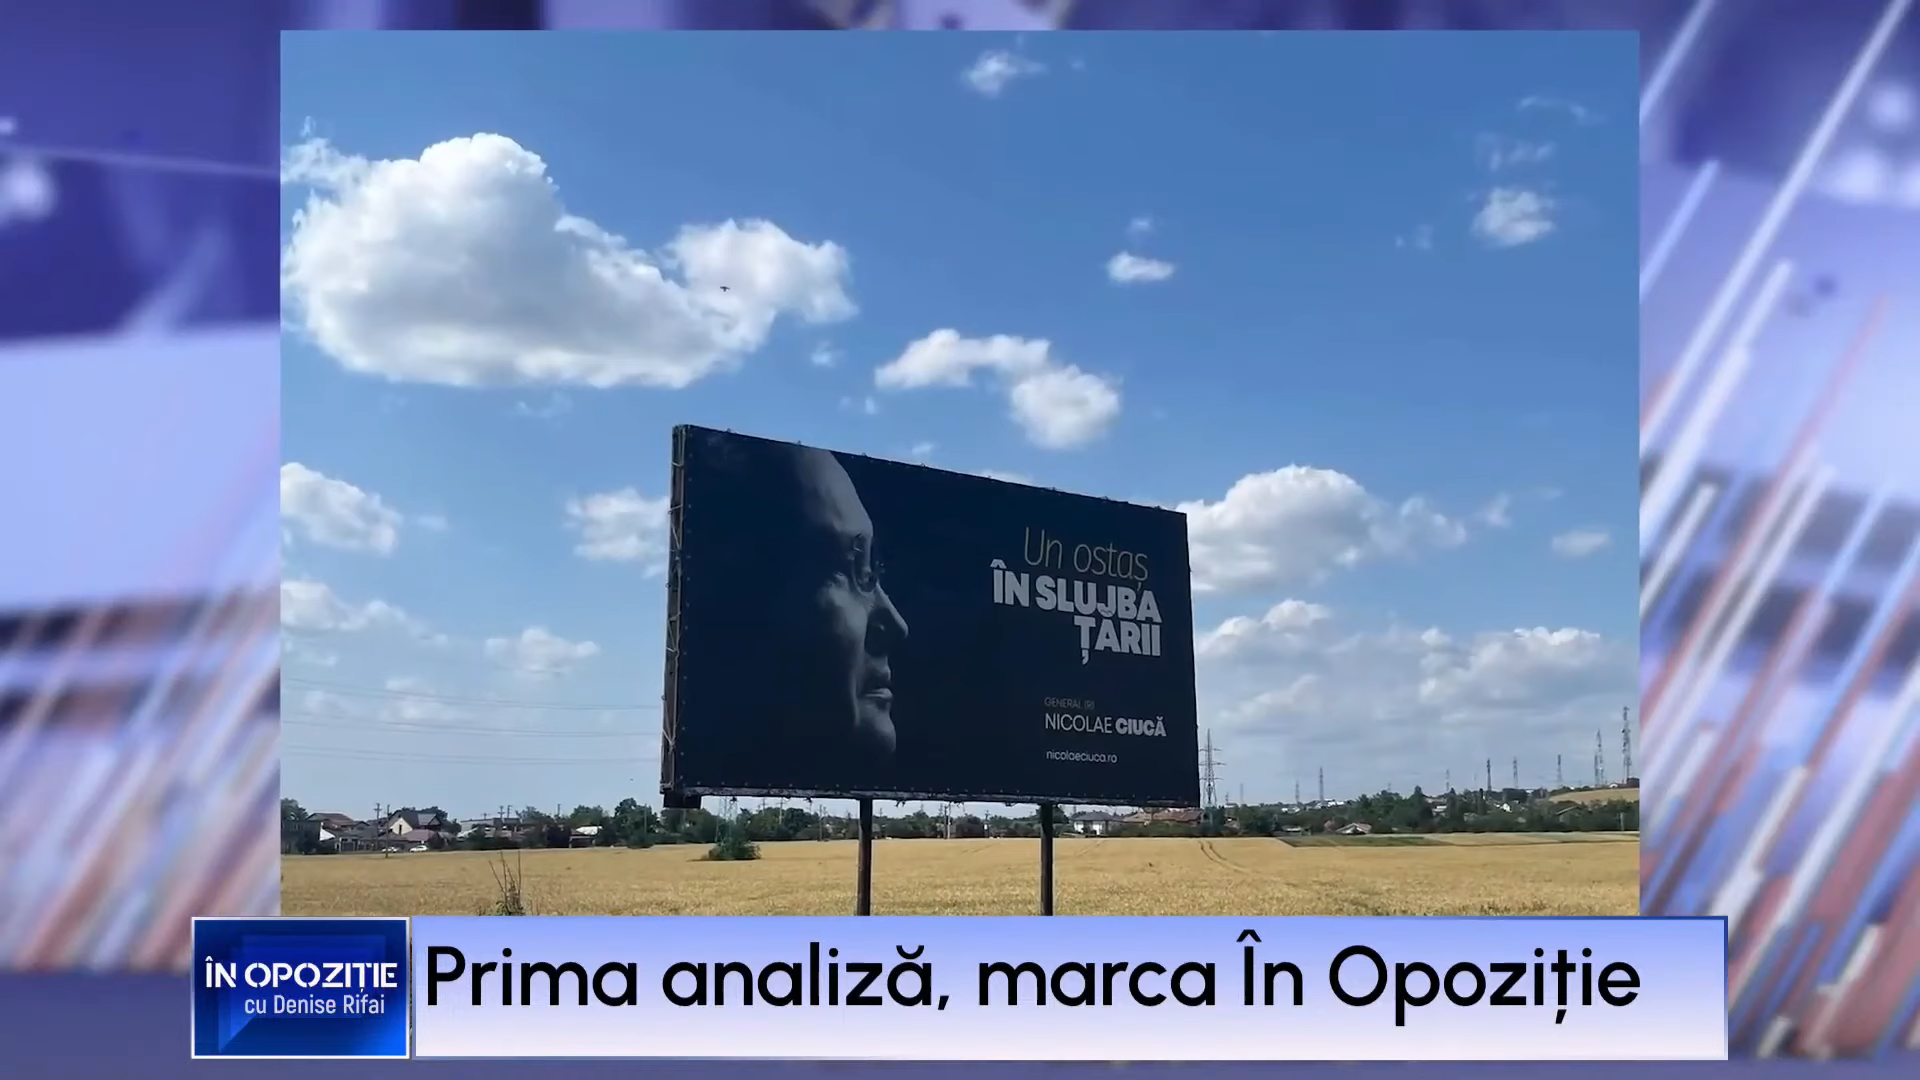 Un ostaș
ÎN SLUJBA
ȚĂRII
GENERAL (R)
NICOLAE CIUCĂ
nicolaeciuca.ro
ÎN OPOZIȚIE
cu Denise Rifai
Prima analiză, marca În Opoziție